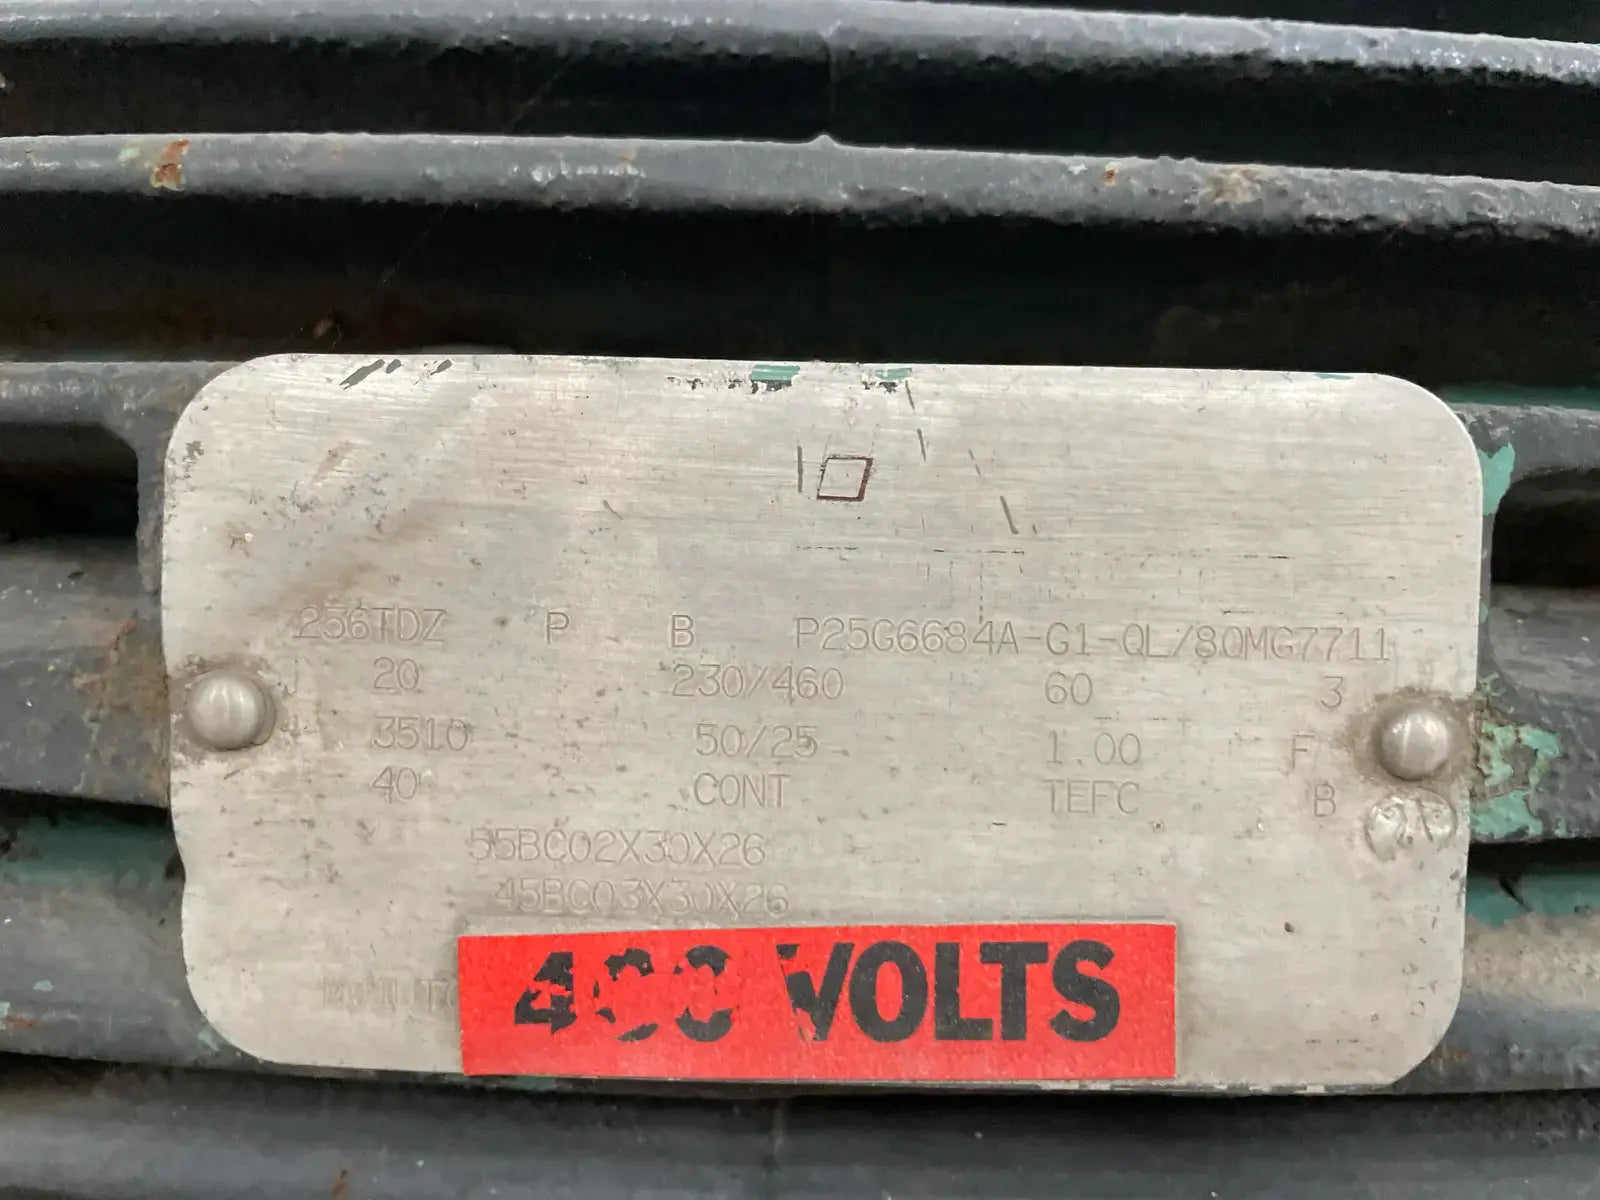 256TDZ P B P25G6684A-G1-QL/80MG7711
20 230/460 60 3
3510 50/25 1.00 F
40 CONT TEFC B
55BC02X30X26
45BC03X30X26
VOLTS